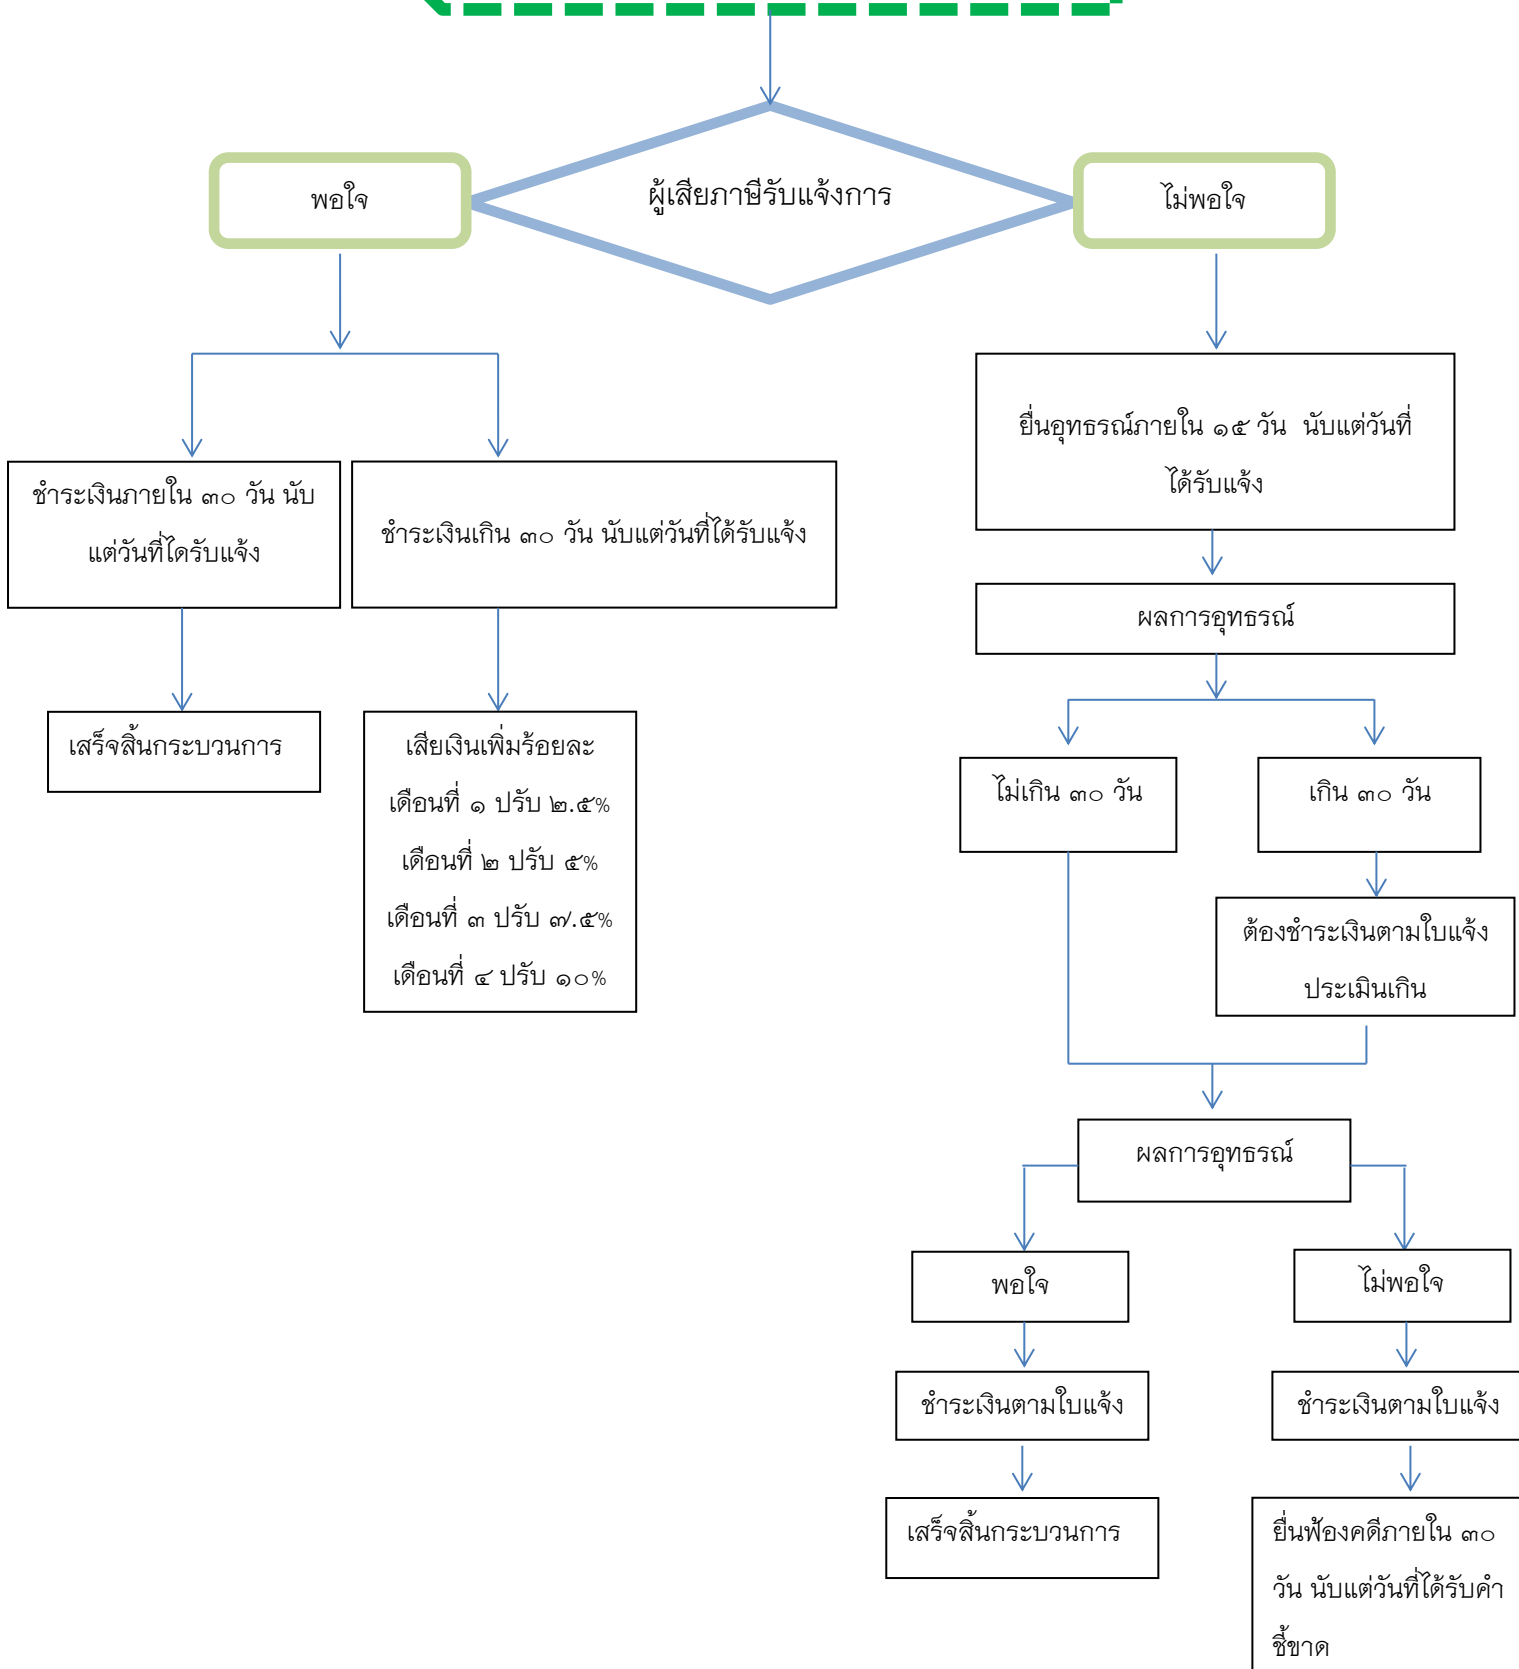 ผู้เสียภาษีรับแจ้งการ
พอใจ
ไม่พอใจ
ชำระเงินภายใน ๓๐ วัน นับ
แต่วันที่ไดรับแจ้ง
ชำระเงินเกิน ๓๐ วัน นับแต่วันที่ได้รับแจ้ง
เสร็จสิ้นกระบวนการ
เสียเงินเพิ่มร้อยละ
เดือนที่ ๑ ปรับ ๒.๕%
เดือนที่ ๒ ปรับ ๕%
เดือนที่ ๓ ปรับ ๗.๕%
เดือนที่ ๔ ปรับ ๑๐%
ยื่นอุทธรณ์ภายใน ๑๕ วัน นับแต่วันที่
ได้รับแจ้ง
ผลการอุทธรณ์
ไม่เกิน ๓๐ วัน
เกิน ๓๐ วัน
ต้องชำระเงินตามใบแจ้ง
ประเมินเกิน
ผลการอุทธรณ์
พอใจ
ไม่พอใจ
ชำระเงินตามใบแจ้ง
ชำระเงินตามใบแจ้ง
เสร็จสิ้นกระบวนการ
ยื่นฟ้องคดีภายใน ๓๐
วัน นับแต่วันที่ได้รับคำ
ชี้ขาด